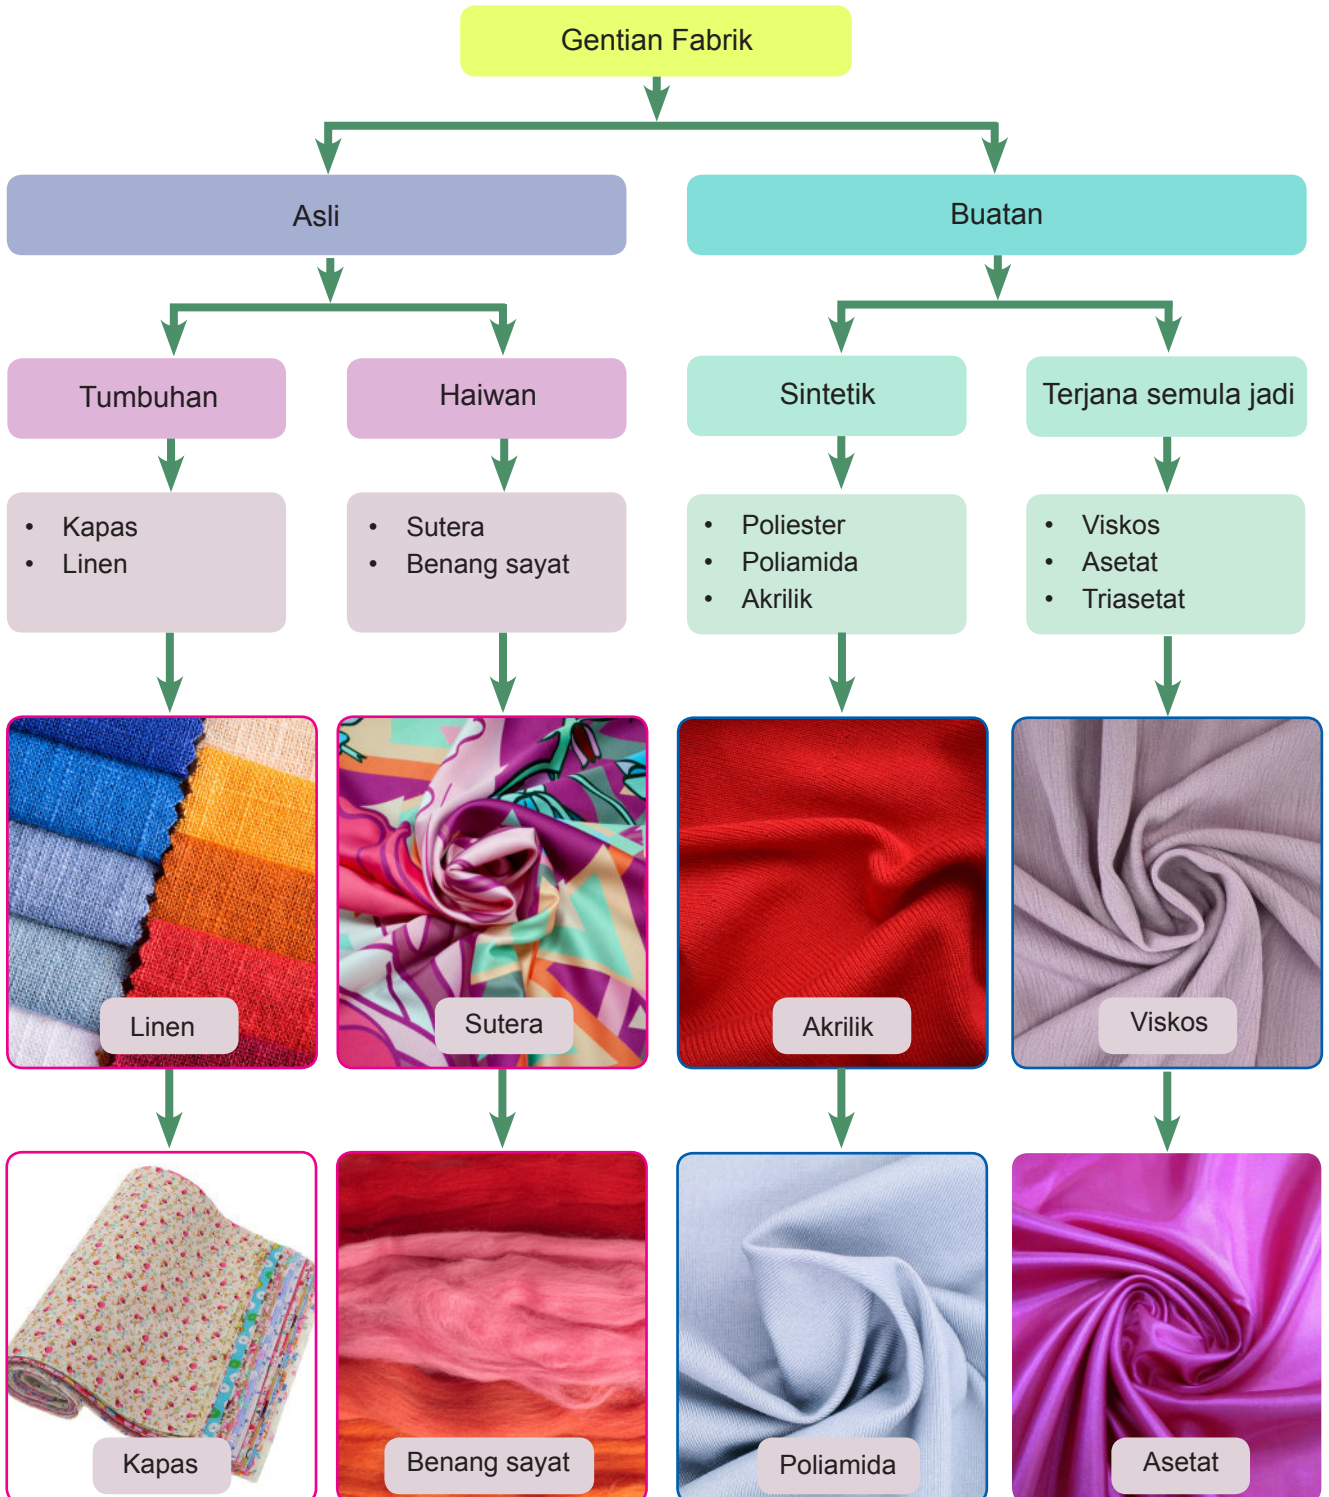 Gentian Fabrik
Asli
Buatan
Tumbuhan
Haiwan
Sintetik
Terjana semula jadi
• Kapas
• Linen
• Sutera
• Benang sayat
• Poliester
• Poliamida
• Akrilik
• Viskos
• Asetat
• Triasetat
Linen
Sutera
Akrilik
Viskos
Kapas
Benang sayat
Poliamida
Asetat